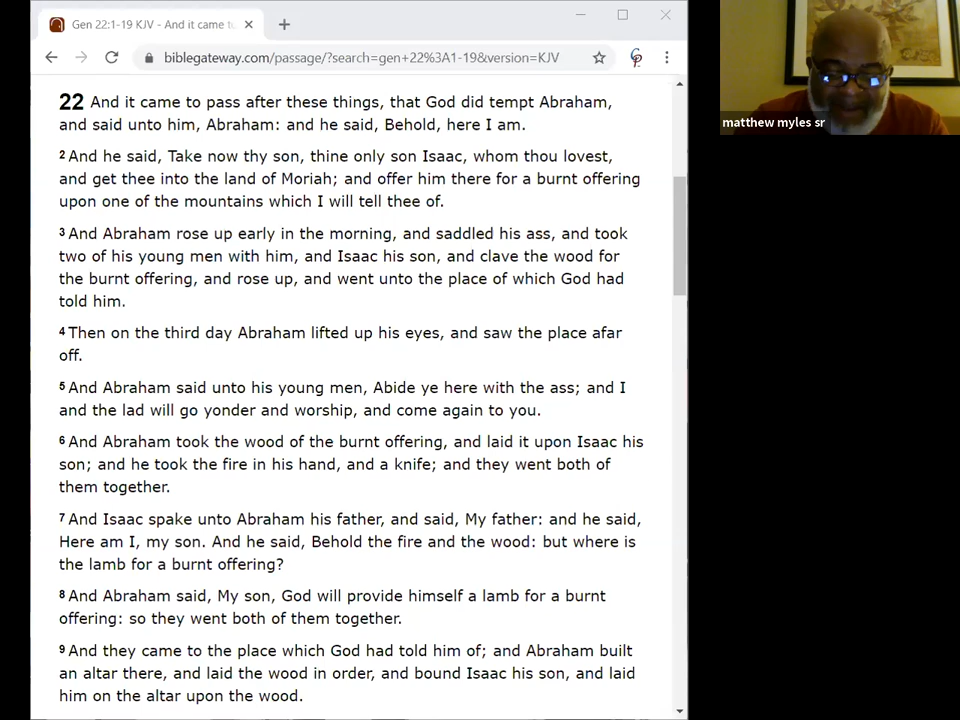 Gen 22:1-19 KJV - And it came to
biblegateway.com/passage/?search=gen+22%3A1-19&version=KJV
matthew myles sr
22 And it came to pass after these things, that God did tempt Abraham,
and said unto him, Abraham: and he said, Behold, here I am.
2 And he said, Take now thy son, thine only son Isaac, whom thou lovest,
and get thee into the land of Moriah; and offer him there for a burnt offering
upon one of the mountains which I will tell thee of.
3 And Abraham rose up early in the morning, and saddled his ass, and took
two of his young men with him, and Isaac his son, and clave the wood for
the burnt offering, and rose up, and went unto the place of which God had
told him.
4 Then on the third day Abraham lifted up his eyes, and saw the place afar
off.
5 And Abraham said unto his young men, Abide ye here with the ass; and I
and the lad will go yonder and worship, and come again to you.
6 And Abraham took the wood of the burnt offering, and laid it upon Isaac his
son; and he took the fire in his hand, and a knife; and they went both of
them together.
7 And Isaac spake unto Abraham his father, and said, My father: and he said,
Here am I, my son. And he said, Behold the fire and the wood: but where is
the lamb for a burnt offering?
8 And Abraham said, My son, God will provide himself a lamb for a burnt
offering: so they went both of them together.
9 And they came to the place which God had told him of; and Abraham built
an altar there, and laid the wood in order, and bound Isaac his son, and laid
him on the altar upon the wood.